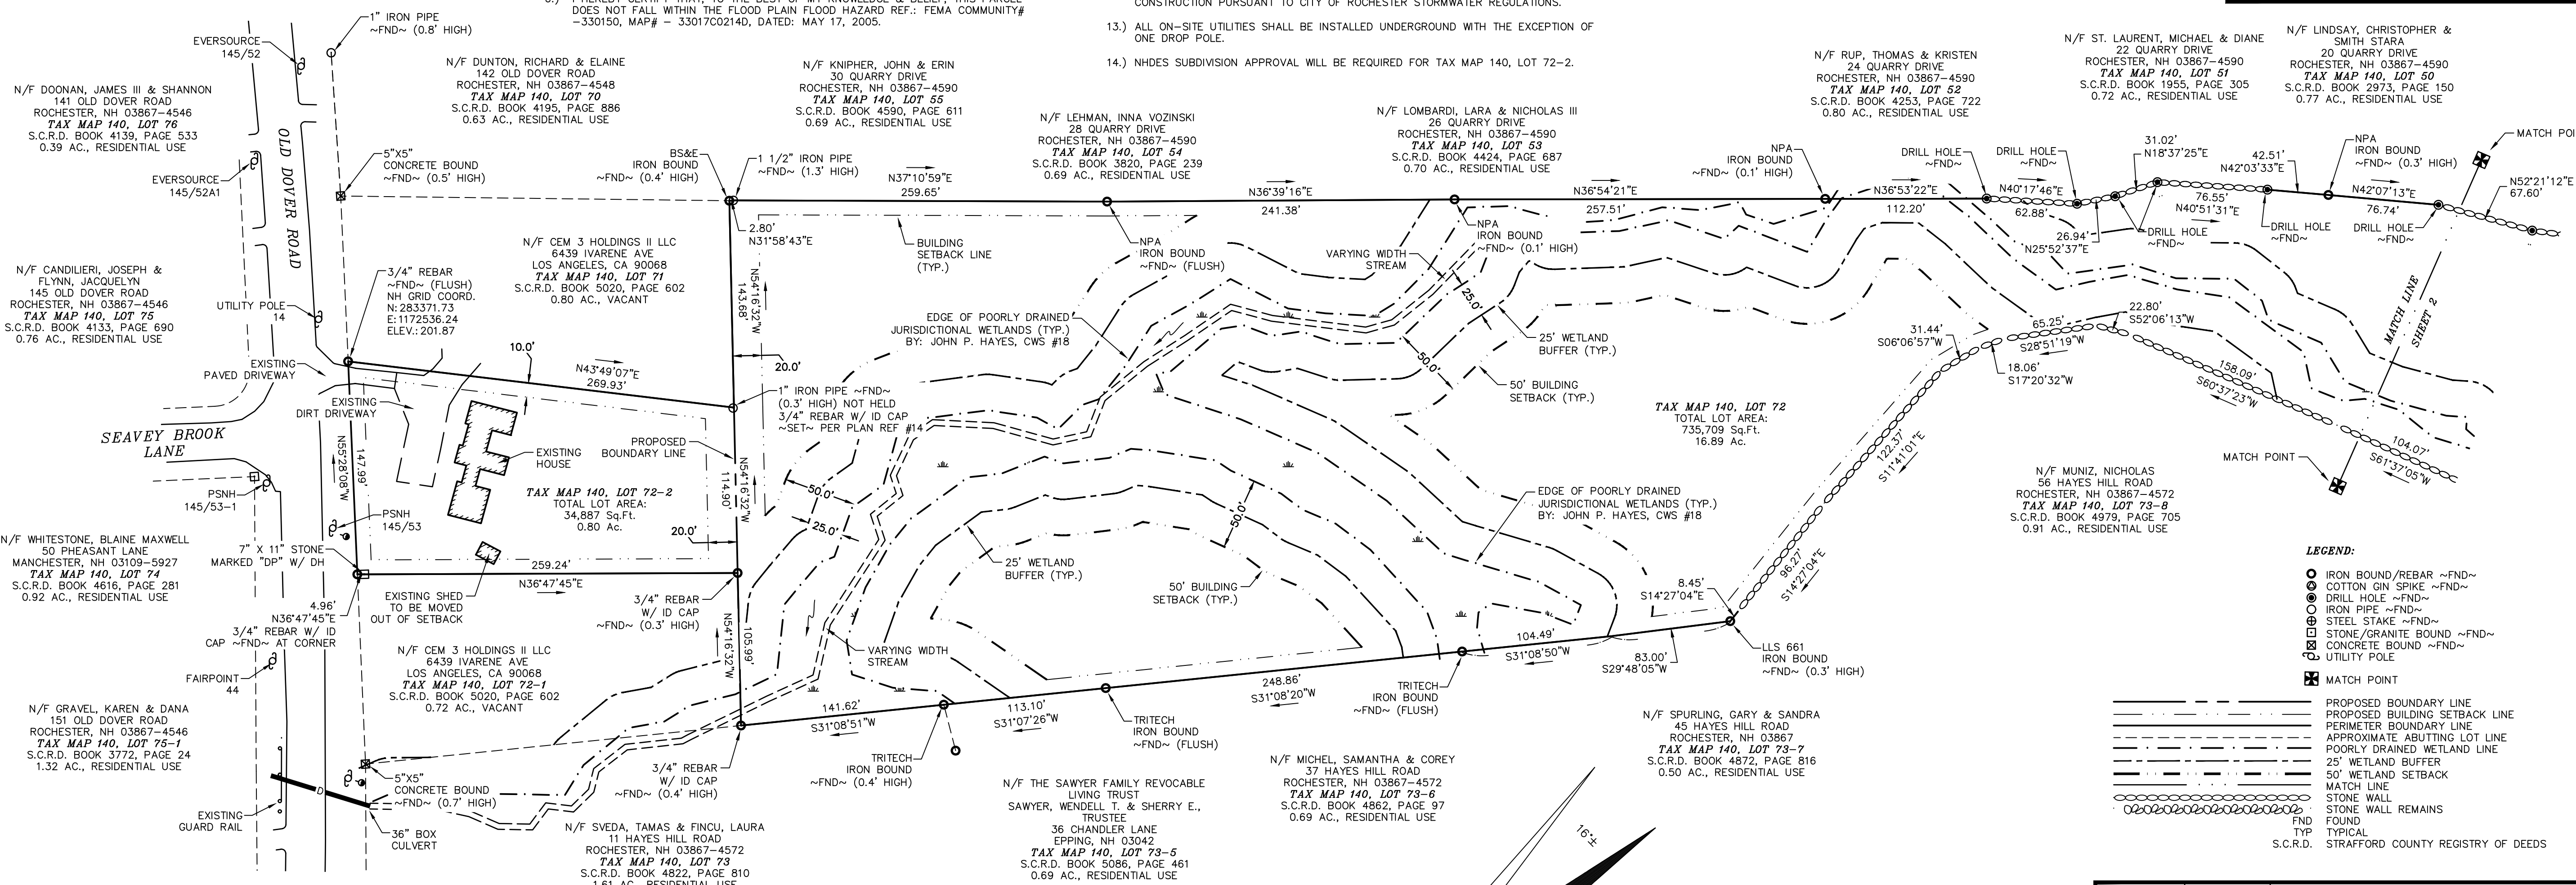 5.) I HEREBY CERTIFY THAT, TO THE BEST OF MY KNOWLEDGE & BELIEF, THIS PARCEL
DOES NOT FALL WITHIN THE FLOOD PLAIN FLOOD HAZARD REF.: FEMA COMMUNITY#
-330150, MAP# - 33017C0214D, DATED: MAY 17, 2005.
CONSTRUCTION PURSUANT TO CITY OF ROCHESTER STORMWATER REGULATIONS.
13.) ALL ON-SITE UTILITIES SHALL BE INSTALLED UNDERGROUND WITH THE EXCEPTION OF
ONE DROP POLE.
14.) NHDES SUBDIVISION APPROVAL WILL BE REQUIRED FOR TAX MAP 140, LOT 72-2.
1" IRON PIPE
~FND~ (0.8' HIGH)
EVERSOURCE
145/52
N/F DOONAN, JAMES III & SHANNON
141 OLD DOVER ROAD
ROCHESTER, NH 03867-4546
TAX MAP 140, LOT 76
S.C.R.D. BOOK 4139, PAGE 533
0.39 AC., RESIDENTIAL USE
OLD DOVER ROAD
N/F DUNTON, RICHARD & ELAINE
142 OLD DOVER ROAD
ROCHESTER, NH 03867-4548
TAX MAP 140, LOT 70
S.C.R.D. BOOK 4195, PAGE 886
0.63 AC., RESIDENTIAL USE
N/F KNIPHER, JOHN & ERIN
30 QUARRY DRIVE
ROCHESTER, NH 03867-4590
TAX MAP 140, LOT 55
S.C.R.D. BOOK 4590, PAGE 611
0.69 AC., RESIDENTIAL USE
N/F LEHMAN, INNA VOZINSKI
28 QUARRY DRIVE
ROCHESTER, NH 03867-4590
TAX MAP 140, LOT 54
S.C.R.D. BOOK 3820, PAGE 239
0.69 AC., RESIDENTIAL USE
N/F LOMBARDI, LARA & NICHOLAS III
26 QUARRY DRIVE
ROCHESTER, NH 03867-4590
TAX MAP 140, LOT 53
S.C.R.D. BOOK 4424, PAGE 687
0.70 AC., RESIDENTIAL USE
N/F RUP, THOMAS & KRISTEN
24 QUARRY DRIVE
ROCHESTER, NH 03867-4590
TAX MAP 140, LOT 52
S.C.R.D. BOOK 4253, PAGE 722
0.80 AC., RESIDENTIAL USE
N/F ST. LAURENT, MICHAEL & DIANE
22 QUARRY DRIVE
ROCHESTER, NH 03867-4590
TAX MAP 140, LOT 51
S.C.R.D. BOOK 1955, PAGE 305
0.72 AC., RESIDENTIAL USE
N/F LINDSAY, CHRISTOPHER &
SMITH STARA
20 QUARRY DRIVE
ROCHESTER, NH 03867-4590
TAX MAP 140, LOT 50
S.C.R.D. BOOK 2973, PAGE 150
0.77 AC., RESIDENTIAL USE
EVERSOURCE
145/52A1
5"X5"
CONCRETE BOUND
~FND~ (0.5' HIGH)
BS&E
IRON BOUND
~FND~ (0.4' HIGH)
1 1/2" IRON PIPE
~FND~ (1.3' HIGH)
N37°10'59"E
259.65'
N36°39'16"E
241.38'
NPA
IRON BOUND
~FND~ (0.1' HIGH)
N36°54'21"E
257.51'
N36°53'22"E
112.20'
DRILL HOLE
~FND~
DRILL HOLE
~FND~
N40°17'46"E
62.88'
31.02'
N18°37'25"E
26.94'
N25°52'37"E
76.55'
N40°51'31"E
DRILL HOLE
~FND~
42.51'
N42°03'33"E
DRILL HOLE
~FND~
NPA
IRON BOUND
~FND~ (0.3' HIGH)
N42°07'13"E
76.74'
DRILL HOLE
~FND~
MATCH POI
N52°21'12"E
67.60'
2.80'
N31°58'43"E
BUILDING
SETBACK LINE
(TYP.)
NPA
IRON BOUND
~FND~ (FLUSH)
VARYING WIDTH
STREAM
NPA
IRON BOUND
~FND~ (0.1' HIGH)
N/F CANDILIERI, JOSEPH &
FLYNN, JACQUELYN
145 OLD DOVER ROAD
ROCHESTER, NH 03867-4546
TAX MAP 140, LOT 75
S.C.R.D. BOOK 4133, PAGE 690
0.76 AC., RESIDENTIAL USE
UTILITY POLE
14
3/4" REBAR
~FND~ (FLUSH)
NH GRID COORD.
N: 283371.73
E: 1172536.24
ELEV.: 201.87
N/F CEM 3 HOLDINGS II LLC
6439 IVARENE AVE
LOS ANGELES, CA 90068
TAX MAP 140, LOT 71
S.C.R.D. BOOK 5020, PAGE 602
0.80 AC., VACANT
N54°16'32"W
143.68'
20.0'
EDGE OF POORLY DRAINED
JURISDICTIONAL WETLANDS (TYP.)
BY: JOHN P. HAYES, CWS #18
25.0'
25' WETLAND
BUFFER (TYP.)
50.0'
50' BUILDING
SETBACK (TYP.)
31.44'
S06°06'57"W
65.25'
S28°51'19"W
22.80'
S52°06'13"W
18.06'
S17°20'32"W
MATCH LINE
SHEET 2
158.09'
S60°37'23"W
EXISTING
PAVED DRIVEWAY
EXISTING
DIRT DRIVEWAY
10.0'
N43°49'07"E
269.93'
1" IRON PIPE ~FND~
(0.3' HIGH) NOT HELD
3/4" REBAR W/ ID CAP
~SET~ PER PLAN REF #14
SEAVEY BROOK
LANE
N55°28'08"W
147.99'
EXISTING
HOUSE
PROPOSED
BOUNDARY LINE
N54°16'32"W
114.90'
TAX MAP 140, LOT 72
TOTAL LOT AREA:
735,709 Sq.Ft.
16.89 Ac.
122.37'
S11°41'01"E
104.07'
S61°37'05"W
MATCH POINT
PSNH
145/53-1
PSNH
145/53
TAX MAP 140, LOT 72-2
TOTAL LOT AREA:
34,887 Sq.Ft.
0.80 Ac.
20.0'
50.0'
25.0'
50.0'
EDGE OF POORLY DRAINED
JURISDICTIONAL WETLANDS (TYP.)
BY: JOHN P. HAYES, CWS #18
N/F MUNIZ, NICHOLAS
56 HAYES HILL ROAD
ROCHESTER, NH 03867-4572
TAX MAP 140, LOT 73-8
S.C.R.D. BOOK 4979, PAGE 705
0.91 AC., RESIDENTIAL USE
N/F WHITESTONE, BLAINE MAXWELL
50 PHEASANT LANE
MANCHESTER, NH 03109-5927
TAX MAP 140, LOT 74
S.C.R.D. BOOK 4616, PAGE 281
0.92 AC., RESIDENTIAL USE
7" X 11" STONE
MARKED "DP" W/ DH
259.24'
N36°47'45"E
25' WETLAND
BUFFER (TYP.)
50' BUILDING
SETBACK (TYP.)
96.27'
S14°27'04"E
8.45'
S14°27'04"E
4.96'
N36°47'45"E
3/4" REBAR W/ ID
CAP ~FND~ AT CORNER
EXISTING SHED
TO BE MOVED
OUT OF SETBACK
3/4" REBAR
W/ ID CAP
~FND~ (0.3' HIGH)
N54°16'32"W
105.99'
VARYING WIDTH
STREAM
104.49'
S31°08'50"W
83.00'
S29°48'05"W
LLS 661
IRON BOUND
~FND~ (0.3' HIGH)
FAIRPOINT
44
N/F CEM 3 HOLDINGS II LLC
6439 IVARENE AVE
LOS ANGELES, CA 90068
TAX MAP 140, LOT 72-1
S.C.R.D. BOOK 5020, PAGE 602
0.72 AC., VACANT
141.62'
S31°08'51"W
113.10'
S31°07'26"W
248.86'
S31°08'20"W
TRITECH
IRON BOUND
~FND~ (FLUSH)
TRITECH
IRON BOUND
~FND~ (FLUSH)
TRITECH
IRON BOUND
~FND~ (0.4' HIGH)
3/4" REBAR
W/ ID CAP
~FND~ (0.4' HIGH)
N/F GRAVEL, KAREN & DANA
151 OLD DOVER ROAD
ROCHESTER, NH 03867-4546
TAX MAP 140, LOT 75-1
S.C.R.D. BOOK 3772, PAGE 24
1.32 AC., RESIDENTIAL USE
5"X5"
CONCRETE BOUND
~FND~ (0.7' HIGH)
D
EXISTING
GUARD RAIL
36" BOX
CULVERT
N/F SVEDA, TAMAS & FINCU, LAURA
11 HAYES HILL ROAD
ROCHESTER, NH 03867-4572
TAX MAP 140, LOT 73
S.C.R.D. BOOK 4822, PAGE 810
1.61 AC., RESIDENTIAL USE
N/F THE SAWYER FAMILY REVOCABLE
LIVING TRUST
SAWYER, WENDELL T. & SHERRY E.,
TRUSTEE
36 CHANDLER LANE
EPPING, NH 03042
TAX MAP 140, LOT 73-5
S.C.R.D. BOOK 5086, PAGE 461
0.69 AC., RESIDENTIAL USE
N/F MICHEL, SAMANTHA & COREY
37 HAYES HILL ROAD
ROCHESTER, NH 03867-4572
TAX MAP 140, LOT 73-6
S.C.R.D. BOOK 4862, PAGE 97
0.69 AC., RESIDENTIAL USE
N/F SPURLING, GARY & SANDRA
45 HAYES HILL ROAD
ROCHESTER, NH 03867
TAX MAP 140, LOT 73-7
S.C.R.D. BOOK 4872, PAGE 816
0.50 AC., RESIDENTIAL USE
16°±
LEGEND:
IRON BOUND/REBAR ~FND~
COTTON GIN SPIKE ~FND~
DRILL HOLE ~FND~
IRON PIPE ~FND~
STEEL STAKE ~FND~
STONE/GRANITE BOUND ~FND~
CONCRETE BOUND ~FND~
UTILITY POLE
MATCH POINT
PROPOSED BOUNDARY LINE
PROPOSED BUILDING SETBACK LINE
PERIMETER BOUNDARY LINE
APPROXIMATE ABUTTING LOT LINE
POORLY DRAINED WETLAND LINE
25' WETLAND BUFFER
50' WETLAND SETBACK
MATCH LINE
STONE WALL
STONE WALL REMAINS
FND FOUND
TYP TYPICAL
S.C.R.D. STRAFFORD COUNTY REGISTRY OF DEEDS